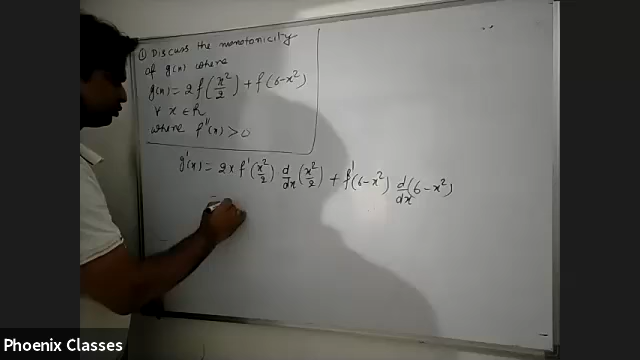 ① Discuss the monotonicity
of g(x) where
g(x) = 2f(x²/2) + f(6-x²)
∀ x ∈ R
where f''(x) > 0
g'(x) = 2 x f'(x²/2) d/dx (x²/2) + f'(6-x²) d/dx (6-x²)
=
Phoenix Classes